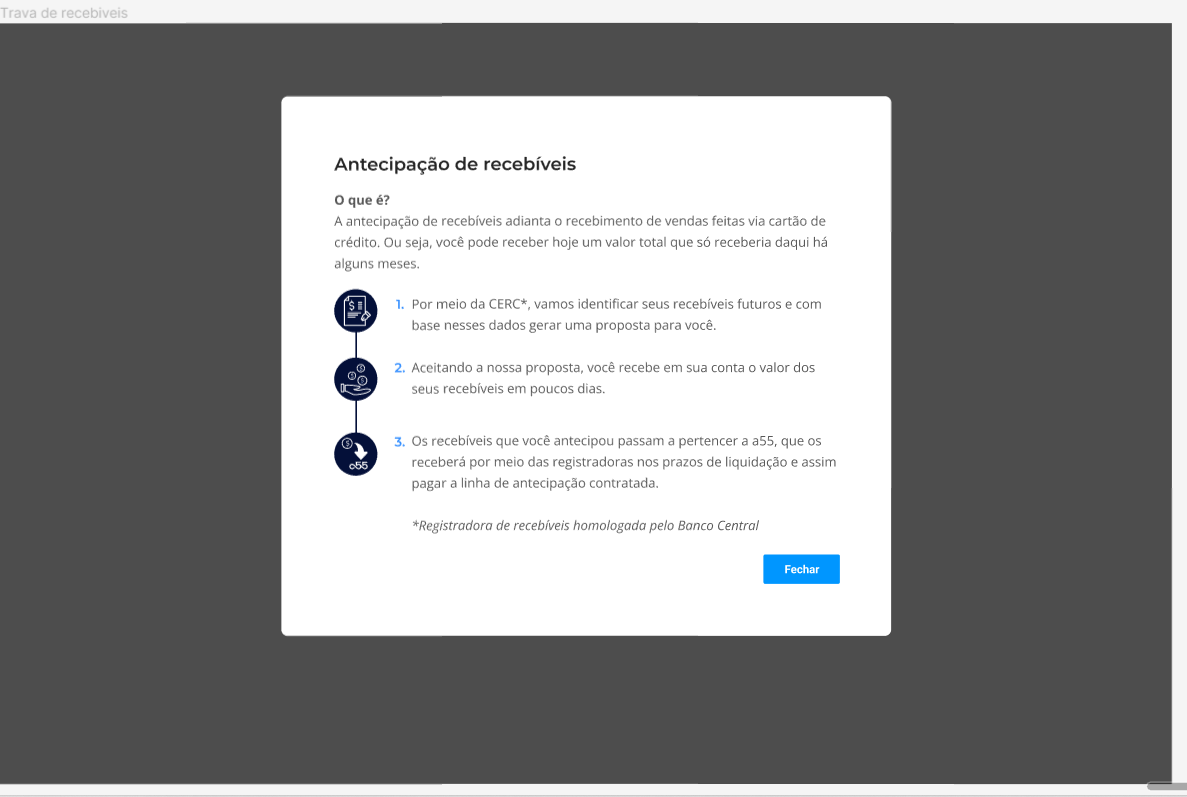 Trava de recebiveis
Antecipação de recebíveis
O que é?
A antecipação de recebíveis adianta o recebimento de vendas feitas via cartão de
crédito. Ou seja, você pode receber hoje um valor total que só receberia daqui há
alguns meses.
1. Por meio da CERC*, vamos identificar seus recebíveis futuros e com
base nesses dados gerar uma proposta para você.
2. Aceitando a nossa proposta, você recebe em sua conta o valor dos
seus recebíveis em poucos dias.
3. Os recebíveis que você antecipou passam a pertencer a a55, que os
receberá por meio das registradoras nos prazos de liquidação e assim
pagar a linha de antecipação contratada.
a55
*Registradora de recebíveis homologada pelo Banco Central
Fechar